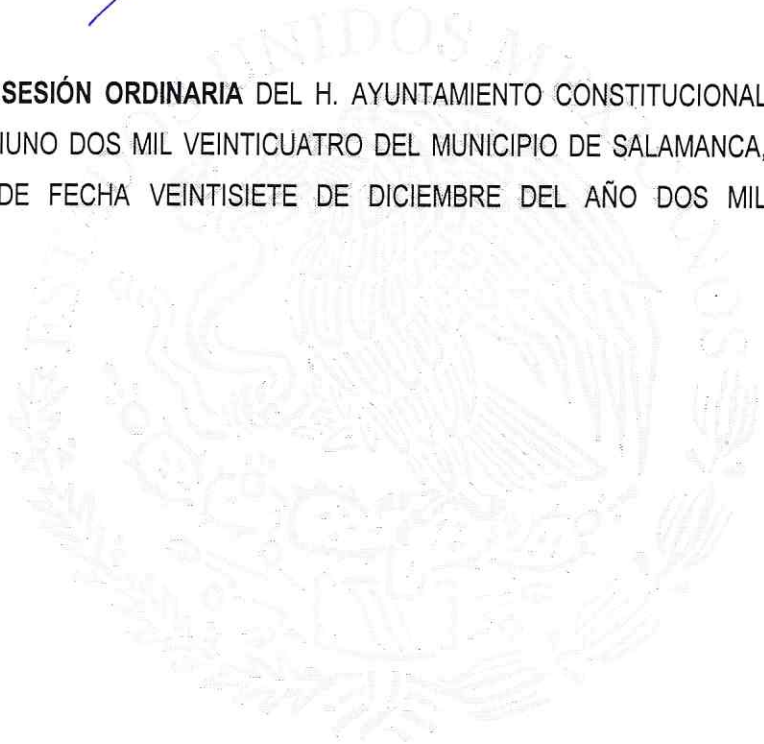 SESIÓN ORDINARIA DEL H. AYUNTAMIENTO CONSTITUCIONAL
IUNO DOS MIL VEINTICUATRO DEL MUNICIPIO DE SALAMANCA,
DE FECHA VEINTISIETE DE DICIEMBRE DEL AÑO DOS MIL